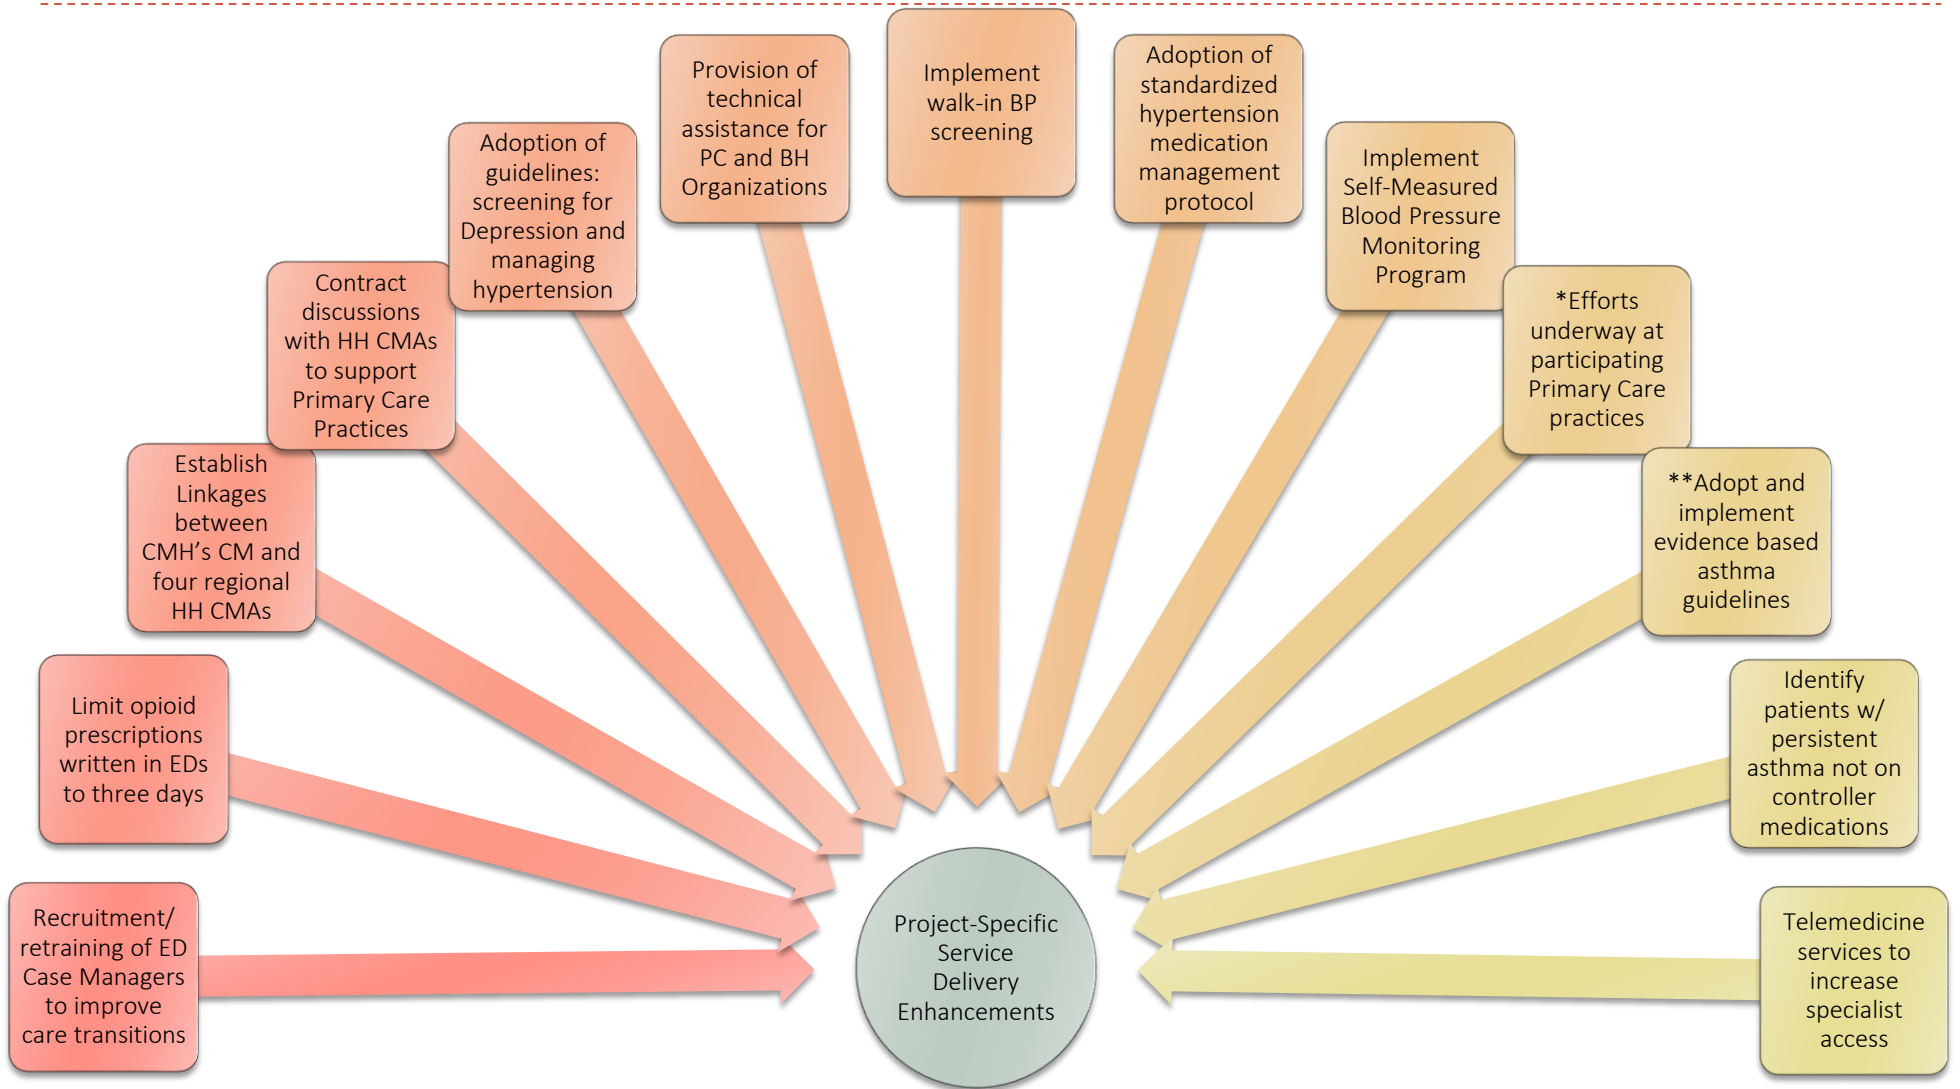 Recruitment/
retraining of ED
Case Managers
to improve
care transitions
Limit opioid
prescriptions
written in EDs
to three days
Establish
Linkages
between
CMH’s CM and
four regional
HH CMAs
Contract
discussions
with HH CMAs
to support
Primary Care
Practices
Adoption of
guidelines:
screening for
Depression and
managing
hypertension
Provision of
technical
assistance for
PC and BH
Organizations
Implement
walk-in BP
screening
Adoption of
standardized
hypertension
medication
management
protocol
Implement
Self-Measured
Blood Pressure
Monitoring
Program
*Efforts
underway at
participating
Primary Care
practices
**Adopt and
implement
evidence based
asthma
guidelines
Identify
patients w/
persistent
asthma not on
controller
medications
Telemedicine
services to
increase
specialist
access
Project-Specific
Service
Delivery
Enhancements